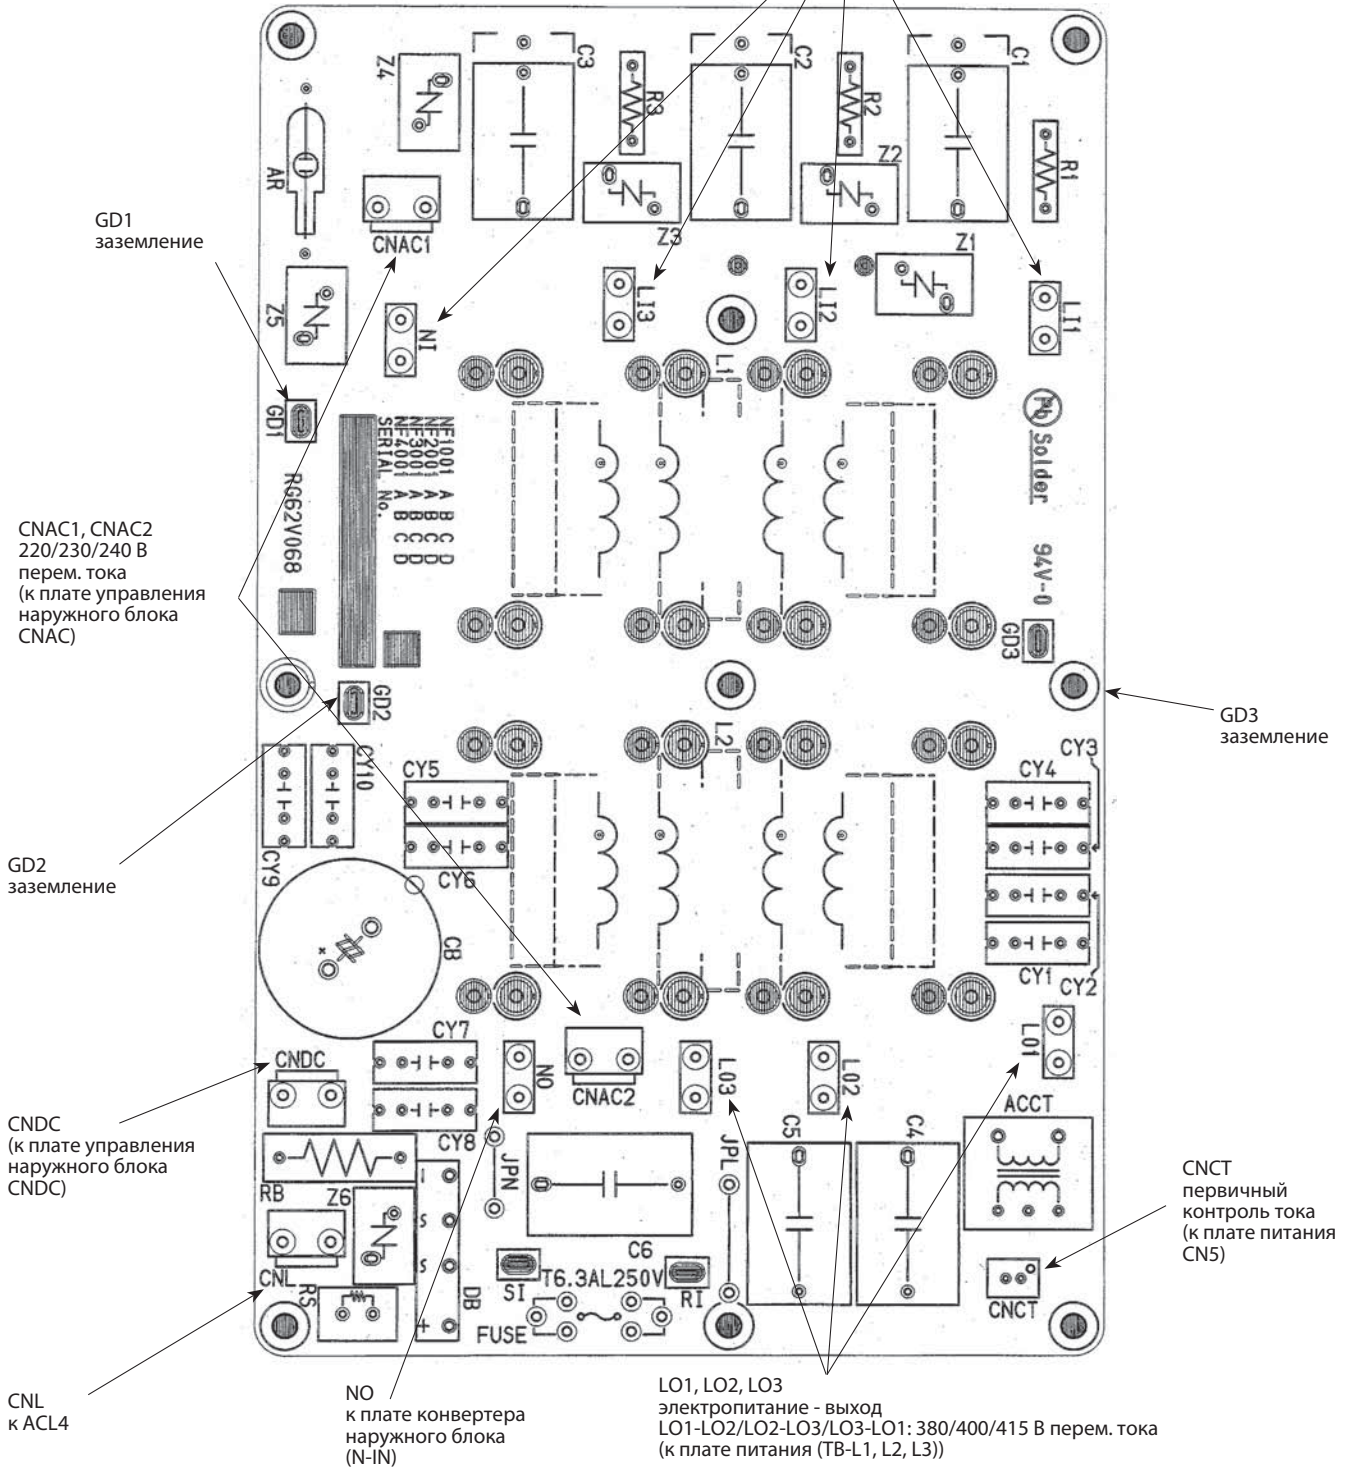 C3
C2
C1
Z4
R3
R2
R1
Z2
AR
CNAC1
Z3
Z1
GD1
заземление
Z5
NI
LI3
LI2
LI1
L1
GD1
NF1001 A B C D
NF2001 A B C D
NF3001 A B C D
NF4001 A B C D
SERIAL No.
RG62V068
Pb
Solder
94V-0
CNAC1, CNAC2
220/230/240 В
перем. тока
(к плате управления
наружного блока
CNAC)
GD3
GD2
GD3
заземление
L2
CY10
CY5
CY4
CY3
CY6
CY9
GD2
заземление
CB
CY1
CY2
CY7
CNDC
NO
CNAC2
LO3
LO2
LO1
CNDC
(к плате управления
наружного блока
CNDC)
CY8
C5
C4
ACCT
JPN
JPL
RB
Z6
CNCT
первичный
контроль тока
(к плате питания
CN5)
C6
CNL
RS
S
S
DB
SI
T6.3AL250V
RI
FUSE
CNCT
CNL
к ACL4
NO
к плате конвертера
наружного блока
(N-IN)
LO1, LO2, LO3
электропитание - выход
LO1-LO2/LO2-LO3/LO3-LO1: 380/400/415 В перем. тока
(к плате питания (TB-L1, L2, L3))